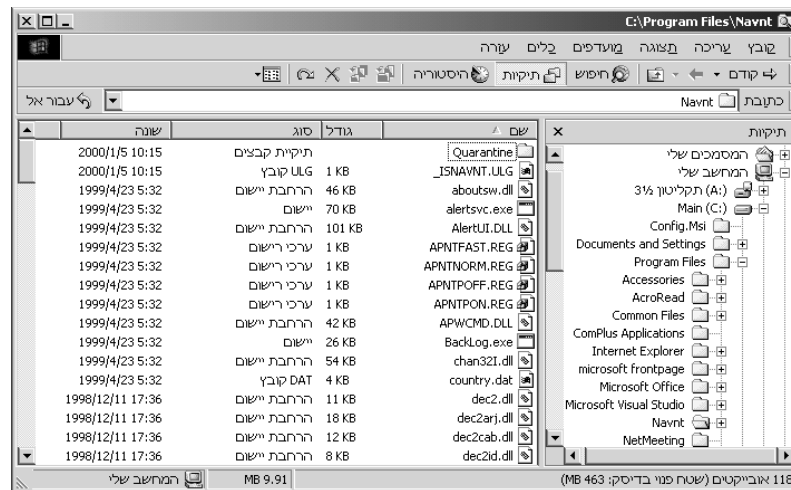 C:\Program Files\Navnt
קובץ עריכה תצוגה מועדפים כלים עזרה
קודם חיפוש תיקיות היסטוריה
כתובת Navnt עבור אל
תיקיות
המסמכים שלי
המחשב שלי
תקליטון 3½ (A:)
Main (C:)
Config.Msi
Documents and Settings
Program Files
Accessories
AcroRead
Common Files
ComPlus Applications
Internet Explorer
microsoft frontpage
Microsoft Office
Microsoft Visual Studio
Navnt
NetMeeting
שם גודל סוג שונה
Quarantine תיקיית קבצים 2000/1/5 10:15
_ISNAVNT.ULG 1 KB קובץ ULG 2000/1/5 10:15
aboutsw.dll 46 KB הרחבת יישום 1999/4/23 5:32
alertsvc.exe 70 KB יישום 1999/4/23 5:32
AlertUI.DLL 101 KB הרחבת יישום 1999/4/23 5:32
APNTFAST.REG 1 KB ערכי רישום 1999/4/23 5:32
APNTNORM.REG 1 KB ערכי רישום 1999/4/23 5:32
APNTPOFF.REG 1 KB ערכי רישום 1999/4/23 5:32
APNTPON.REG 1 KB ערכי רישום 1999/4/23 5:32
APWCMD.DLL 42 KB הרחבת יישום 1999/4/23 5:32
BackLog.exe 26 KB יישום 1999/4/23 5:32
chan32I.dll 54 KB הרחבת יישום 1999/4/23 5:32
country.dat 4 KB קובץ DAT 1999/4/23 5:32
dec2.dll 11 KB הרחבת יישום 1998/12/11 17:36
dec2arj.dll 18 KB הרחבת יישום 1998/12/11 17:36
dec2cab.dll 12 KB הרחבת יישום 1998/12/11 17:36
dec2id.dll 8 KB הרחבת יישום 1998/12/11 17:36
118 אובייקטים (שטח פנוי בדיסק: 463 MB) 9.91 MB המחשב שלי